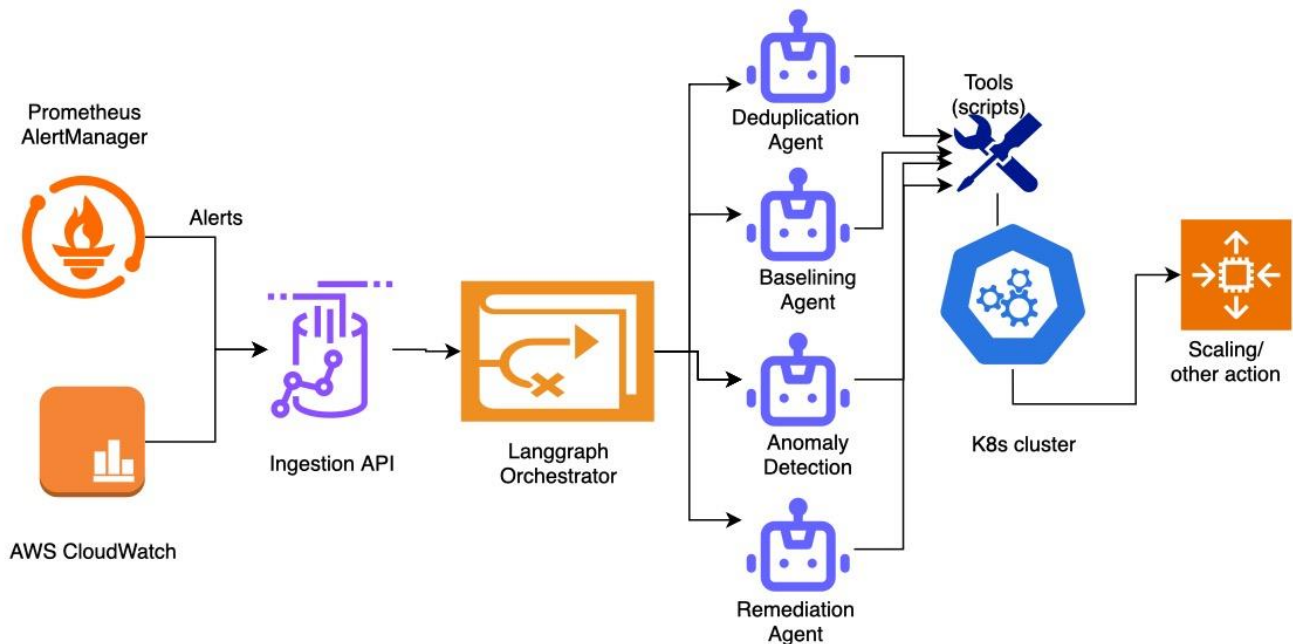 Prometheus
AlertManager
Alerts
AWS CloudWatch
Ingestion API
Langgraph
Orchestrator
Deduplication
Agent
Baselining
Agent
Anomaly
Detection
Remediation
Agent
Tools
(scripts)
K8s cluster
Scaling/
other action